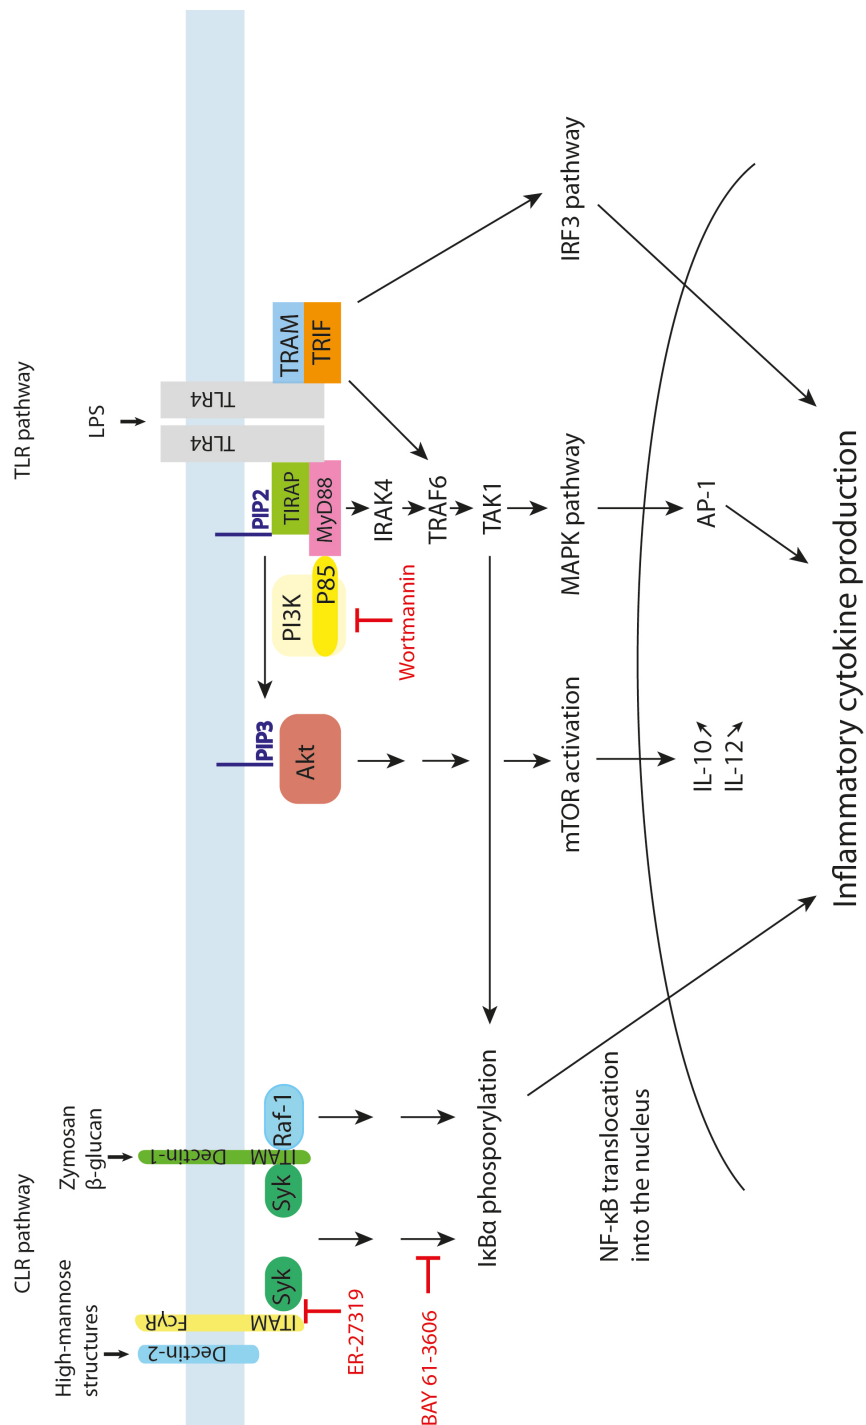 CLR pathway
TLR pathway
High-mannose
structures
Zymosan
β-glucan
LPS
Dectin-2
FcγR
ITAM
Dectin-1
ITAM
TLR4
TLR4
Syk
Syk
Raf-1
PIP3
Akt
PIP2
PI3K
P85
TIRAP
MyD88
TRAM
TRIF
ER-27319
BAY 61-3606
Wortmannin
IRAK4
TRAF6
TAK1
IκBα phosporylation
mTOR activation
MAPK pathway
IRF3 pathway
NF-κB translocation
into the nucleus
IL-10
IL-12
AP-1
Inflammatory cytokine production